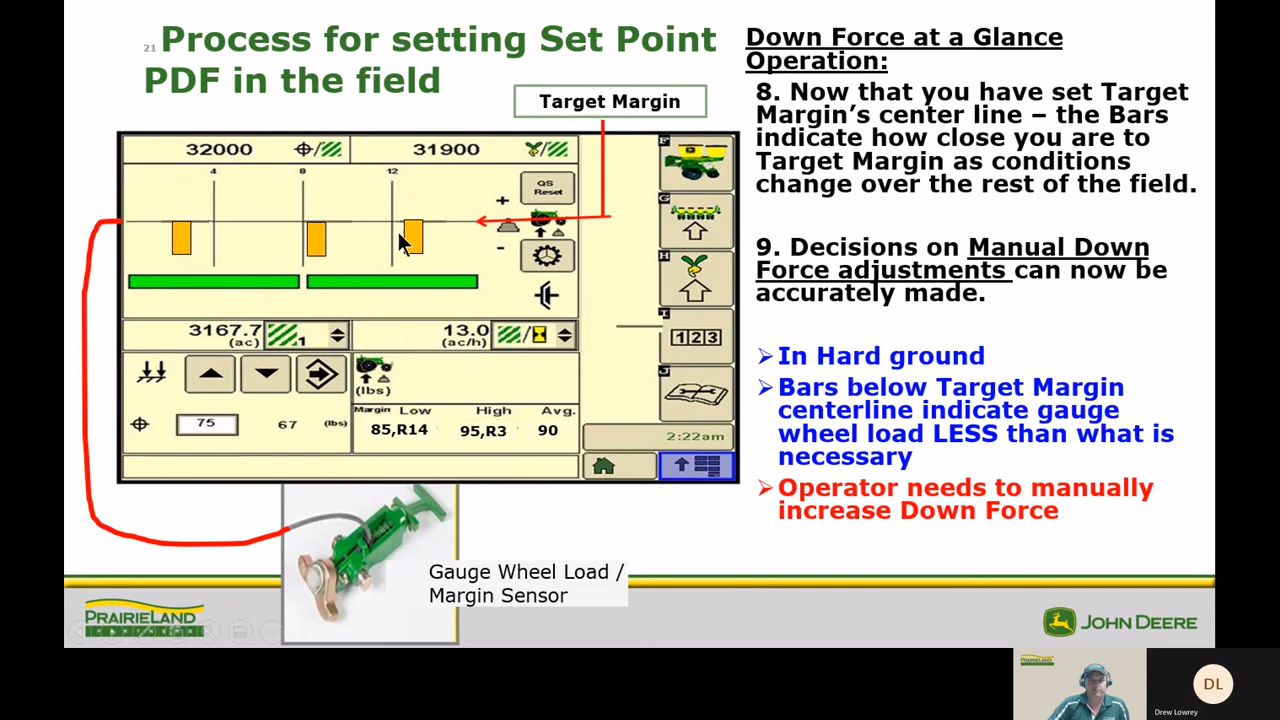 21 Process for setting Set Point
PDF in the field
Target Margin
32000
31900
4
8
12
QS
Reset
+
-
3167.7
(ac)
1
13.0
(ac/h)
(lbs)
Margin Low High Avg.
85,R14 95,R3 90
75
67
(lbs)
F
G
H
I
1 2 3
J
2:22am
Gauge Wheel Load /
Margin Sensor
Down Force at a Glance
Operation:
8. Now that you have set Target
Margin's center line – the Bars
indicate how close you are to
Target Margin as conditions
change over the rest of the field.
9. Decisions on Manual Down
Force adjustments can now be
accurately made.
In Hard ground
Bars below Target Margin
centerline indicate gauge
wheel load LESS than what is
necessary
Operator needs to manually
increase Down Force
PRAIRIELAND
JOHN DEERE
PRAIRIELAND
DL
Drew Lowrey